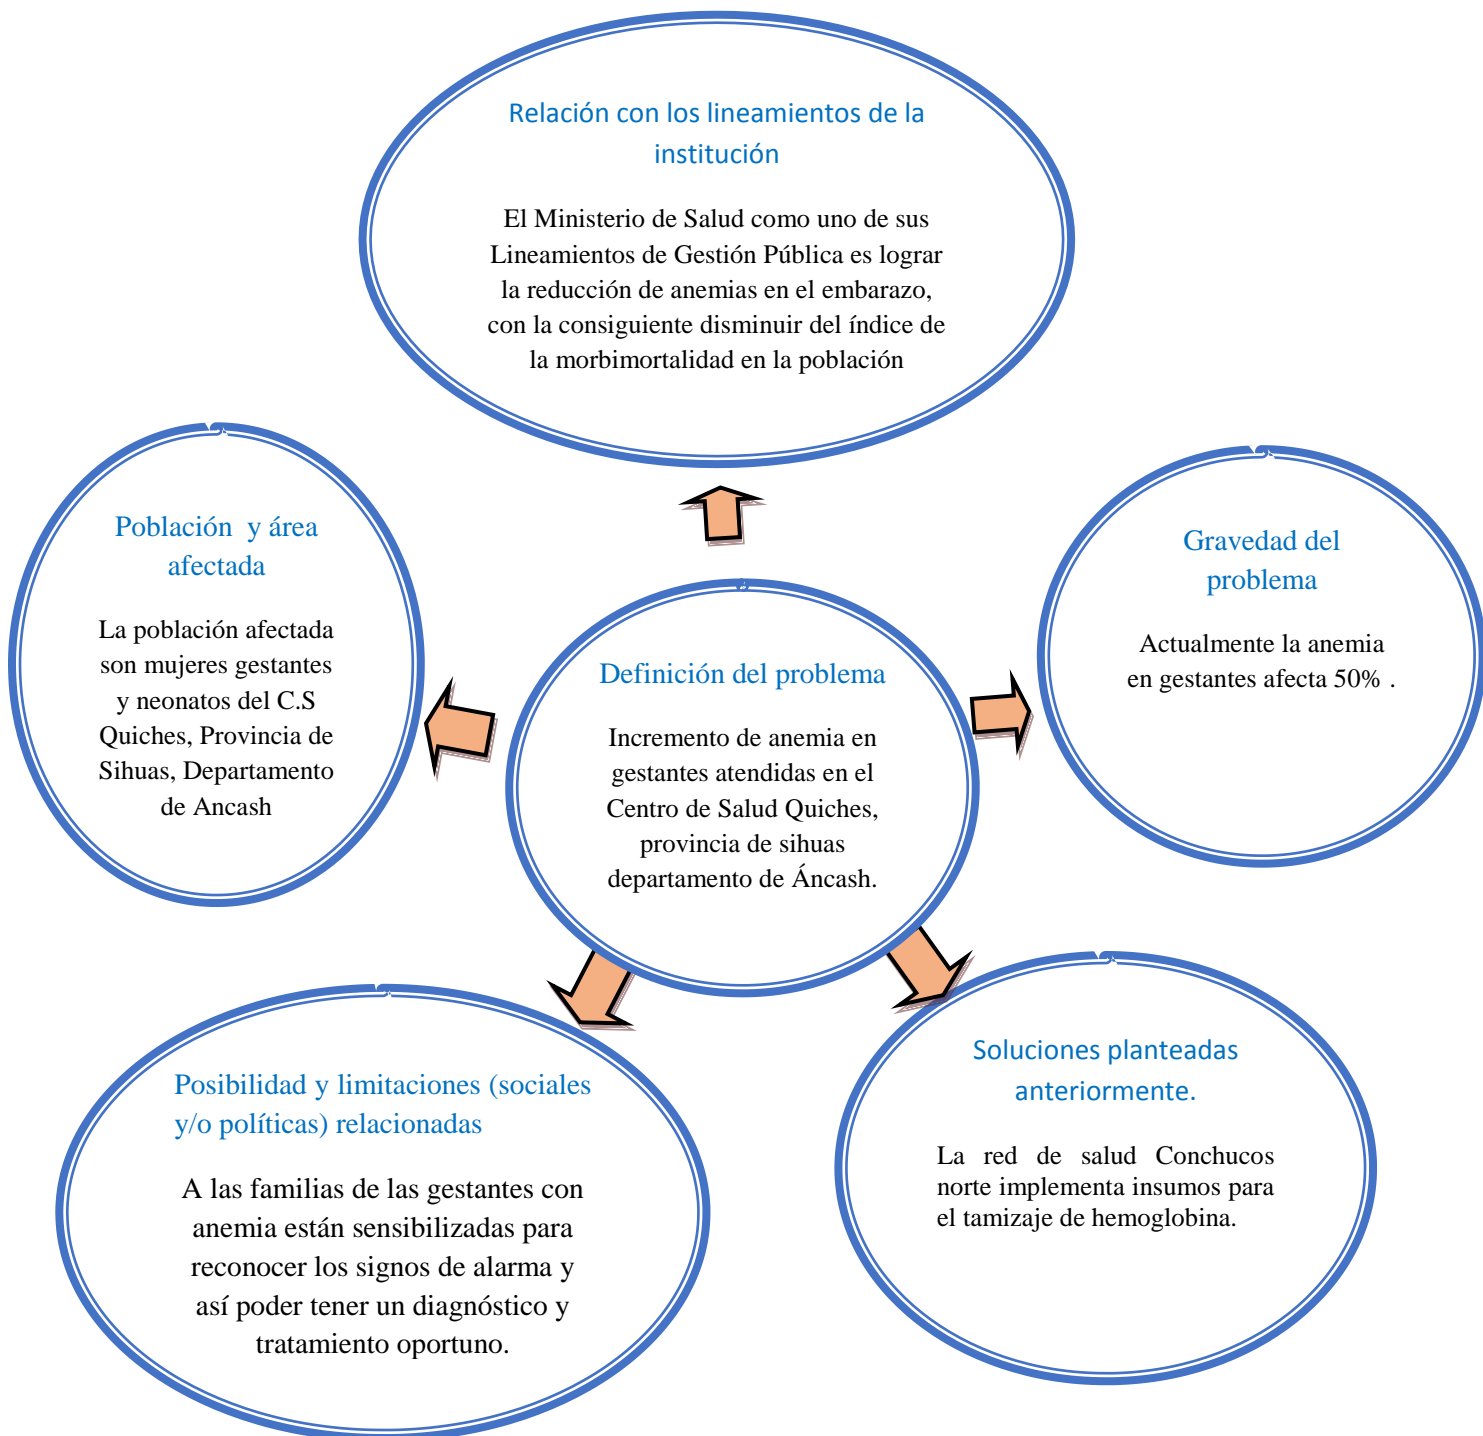 Relación con los lineamientos de la
institución
El Ministerio de Salud como uno de sus
Lineamientos de Gestión Pública es lograr
la reducción de anemias en el embarazo,
con la consiguiente disminuir del índice de
la morbimortalidad en la población
Población y área
afectada
La población afectada
son mujeres gestantes
y neonatos del C.S
Quiches, Provincia de
Sihuas, Departamento
de Ancash
Definición del problema
Incremento de anemia en
gestantes atendidas en el
Centro de Salud Quiches,
provincia de sihuas
departamento de Áncash.
Gravedad del
problema
Actualmente la anemia
en gestantes afecta 50% .
Posibilidad y limitaciones (sociales
y/o políticas) relacionadas
A las familias de las gestantes con
anemia están sensibilizadas para
reconocer los signos de alarma y
así poder tener un diagnóstico y
tratamiento oportuno.
Soluciones planteadas
anteriormente.
La red de salud Conchucos
norte implementa insumos para
el tamizaje de hemoglobina.